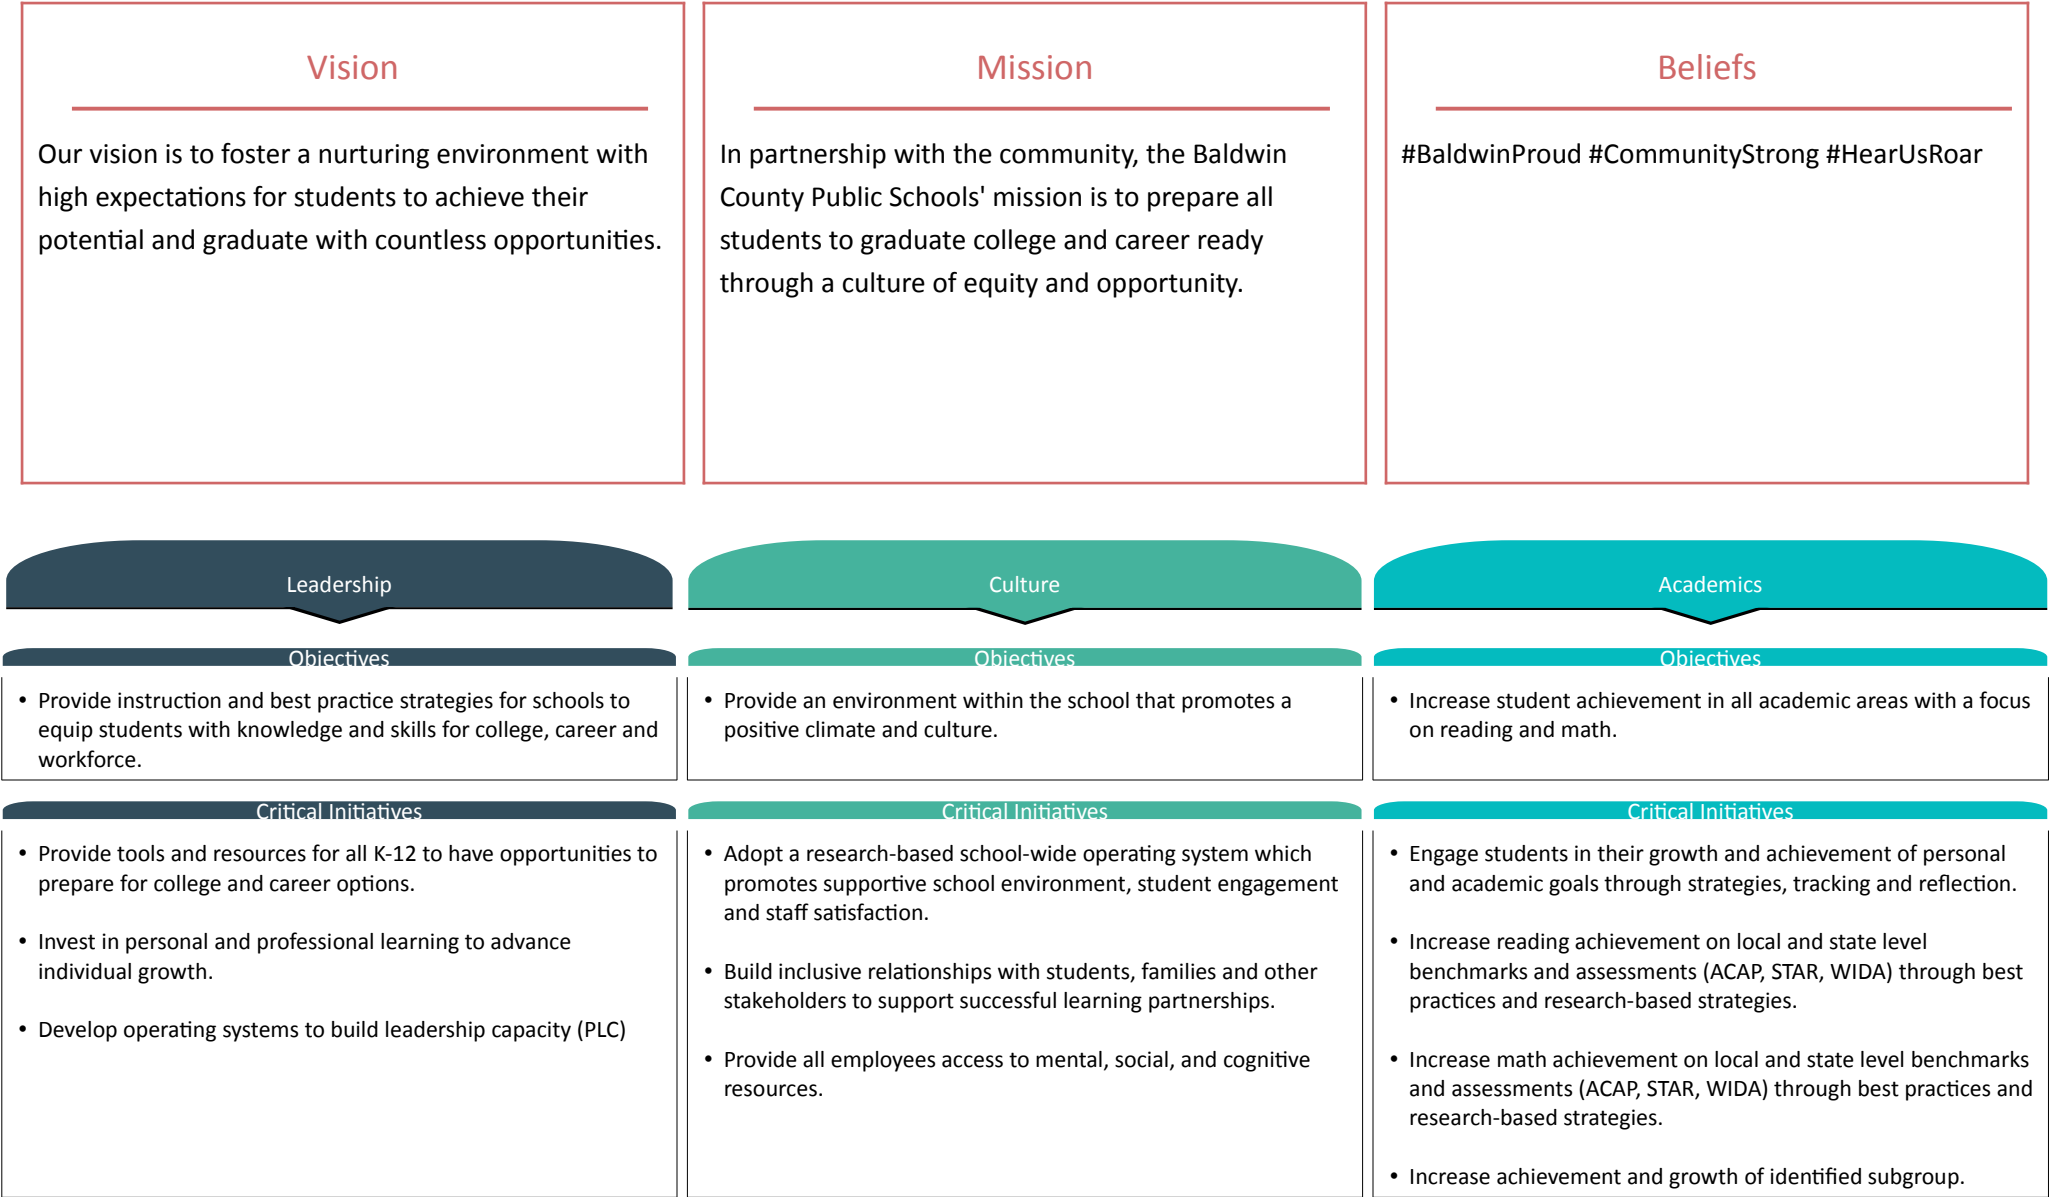 Vision
Our vision is to foster a nurturing environment with
high expectations for students to achieve their
potential and graduate with countless opportunities.
Mission
In partnership with the community, the Baldwin
County Public Schools' mission is to prepare all
students to graduate college and career ready
through a culture of equity and opportunity.
Beliefs
#BaldwinProud #CommunityStrong #HearUsRoar
Leadership
Objectives
• Provide instruction and best practice strategies for schools to
equip students with knowledge and skills for college, career and
workforce.
Critical Initiatives
• Provide tools and resources for all K-12 to have opportunities to
prepare for college and career options.
• Invest in personal and professional learning to advance
individual growth.
• Develop operating systems to build leadership capacity (PLC)
Culture
Objectives
• Provide an environment within the school that promotes a
positive climate and culture.
Critical Initiatives
• Adopt a research-based school-wide operating system which
promotes supportive school environment, student engagement
and staff satisfaction.
• Build inclusive relationships with students, families and other
stakeholders to support successful learning partnerships.
• Provide all employees access to mental, social, and cognitive
resources.
Academics
Objectives
• Increase student achievement in all academic areas with a focus
on reading and math.
Critical Initiatives
• Engage students in their growth and achievement of personal
and academic goals through strategies, tracking and reflection.
• Increase reading achievement on local and state level
benchmarks and assessments (ACAP, STAR, WIDA) through best
practices and research-based strategies.
• Increase math achievement on local and state level benchmarks
and assessments (ACAP, STAR, WIDA) through best practices and
research-based strategies.
• Increase achievement and growth of identified subgroup.